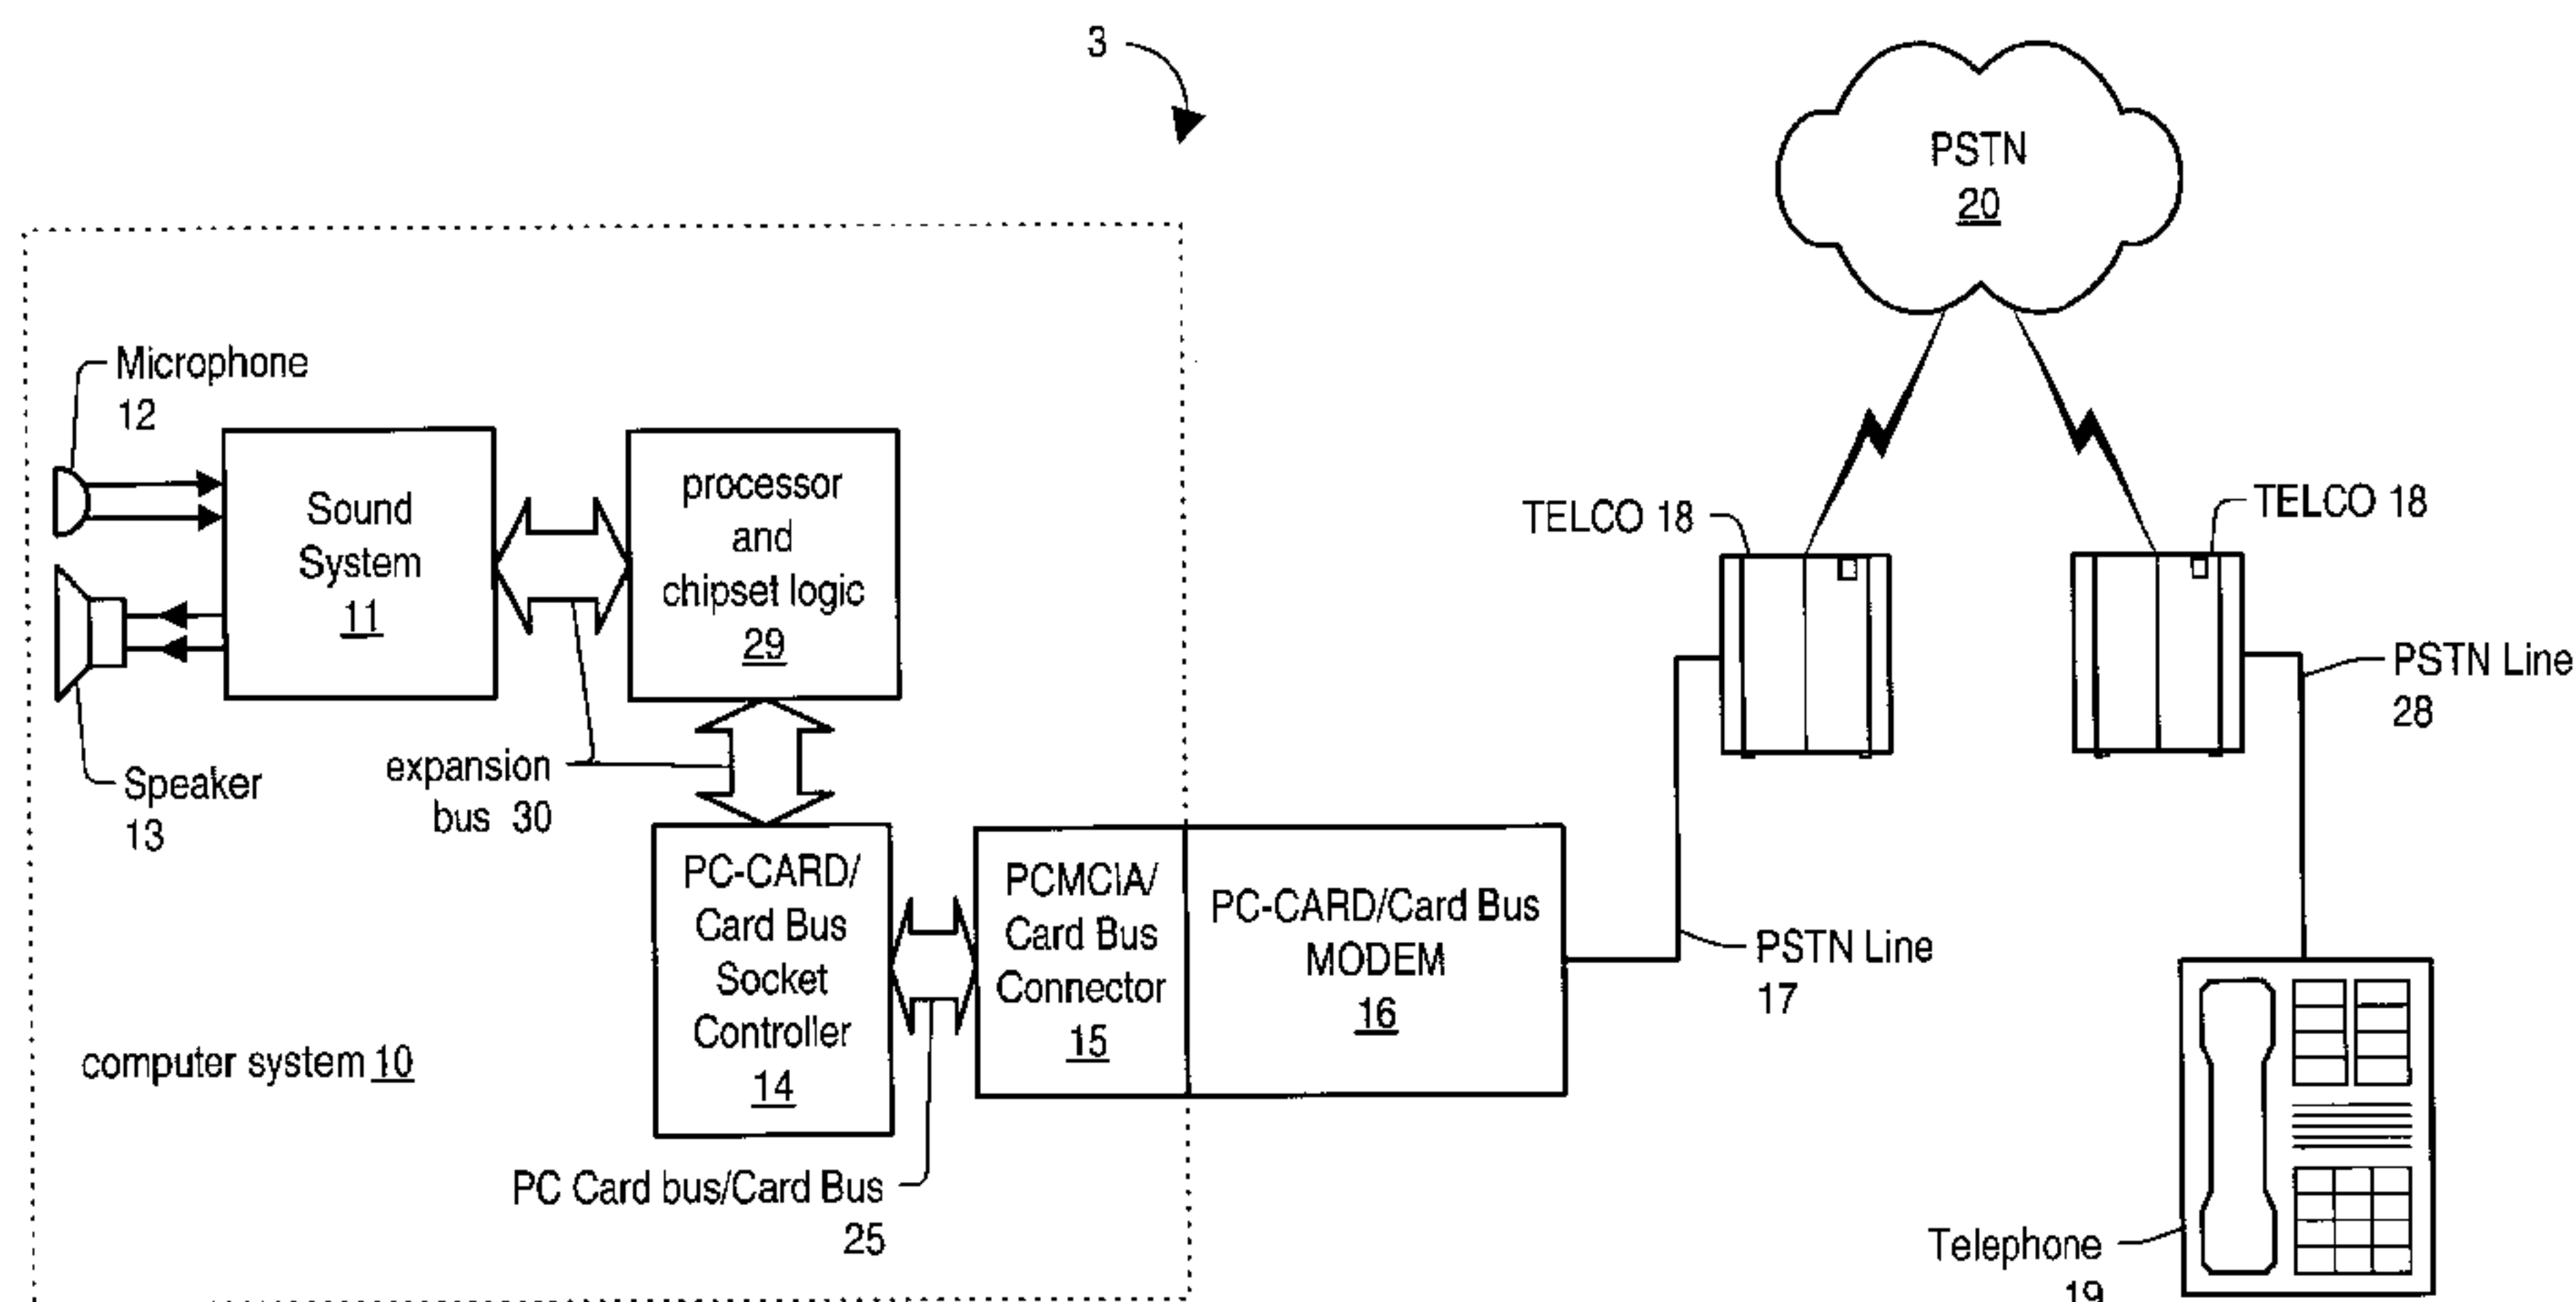 3
PSTN
20
Microphone
12
Sound
System
11
processor
and
chipset logic
29
TELCO 18
TELCO 18
PSTN Line
28
Speaker
13
expansion
bus 30
PC-CARD/
Card Bus
Socket
Controller
14
PCMCIA/
Card Bus
Connector
15
PC-CARD/Card Bus
MODEM
16
PSTN Line
17
computer system 10
PC Card bus/Card Bus
25
Telephone
19